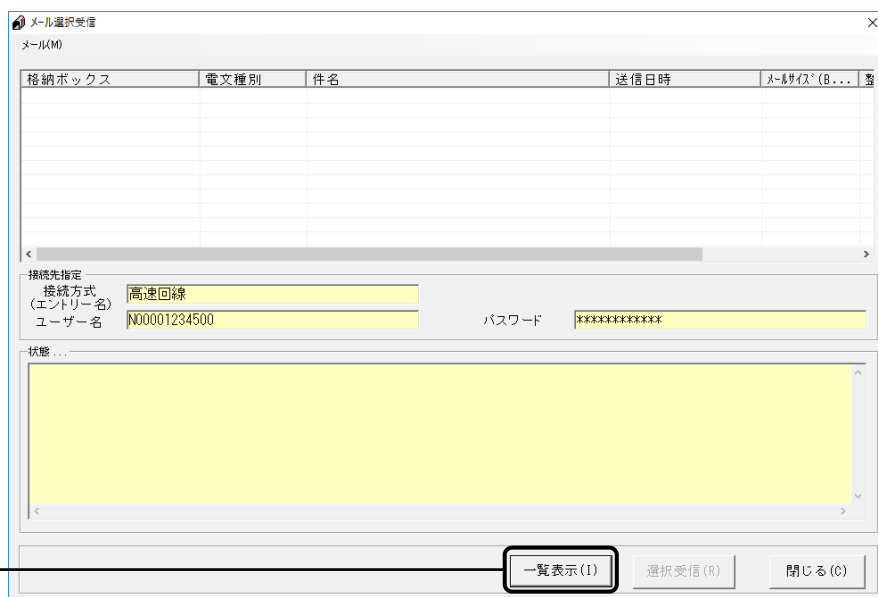 メール選択受信
メール(M)
格納ボックス 電文種別 件名 送信日時 メールサイズ(B... 整
接続先指定
接続方式
(エントリー名)
高速回線
ユーザー名 N00001234500 パスワード ************
状態...
一覧表示(I) 選択受信(R) 閉じる(C)